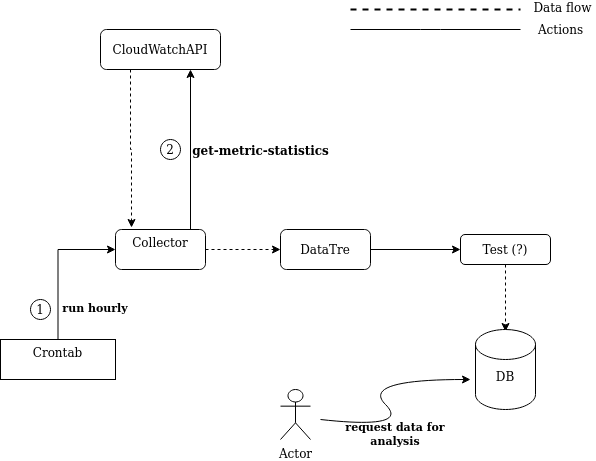 Data flow
Actions
CloudWatchAPI
2
get-metric-statistics
Collector
DataTre
Test (?)
1
run hourly
Crontab
DB
request data for
analysis
Actor